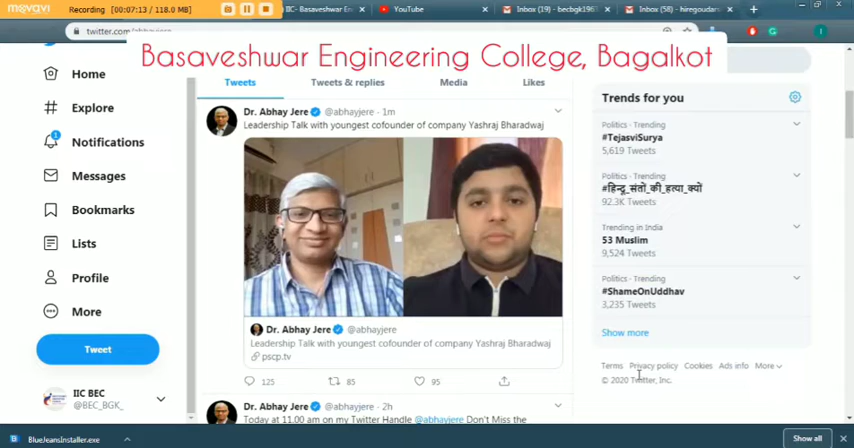 movavi
Recording (00:07:13 / 118.0 MB)
IIC- Basaveshwar En
YouTube
Inbox (19) - becbgk1963
Inbox (58) - hiregoudar
twitter.com/abhayjere
Basaveshwar Engineering College, Bagalkot
Home
Explore
1
Notifications
Messages
Bookmarks
Lists
Profile
More
Tweet
IIC BEC
@BEC_BGK_
Tweets
Tweets & replies
Media
Likes
Dr. Abhay Jere @abhayjere · 1m
Leadership Talk with youngest cofounder of company Yashraj Bharadwaj
Dr. Abhay Jere @abhayjere
Leadership Talk with youngest cofounder of company Yashraj Bharadwaj
pscp.tv
125
85
95
Dr. Abhay Jere @abhayjere · 2h
Today at 11.00 am on my Twitter Handle @abhayjere Don't Miss the
Trends for you
Politics · Trending
#TejasviSurya
5,619 Tweets
Politics · Trending
#हिन्दू_संतो_की_हत्या_क्यों
92.3K Tweets
Trending in India
53 Muslim
9,524 Tweets
Politics · Trending
#ShameOnUddhav
3,235 Tweets
Show more
Terms Privacy policy Cookies Ads info More
© 2020 Twitter, Inc.
BlueJeansInstaller.exe
Show all